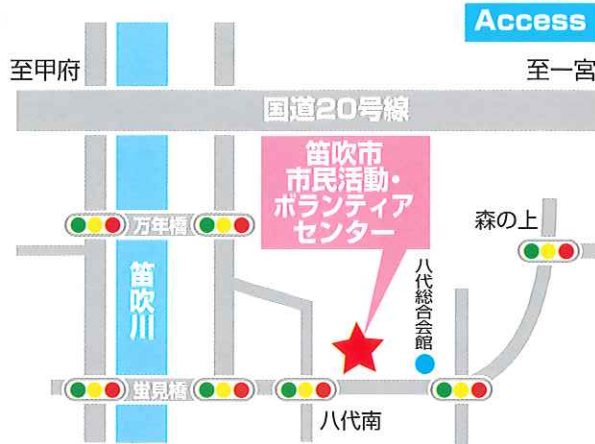 Access
至甲府
至一宮
国道20号線
笛吹市
市民活動・
ボランティア
センター
万年橋
森の上
笛吹川
八代総合会館
蛍見橋
八代南